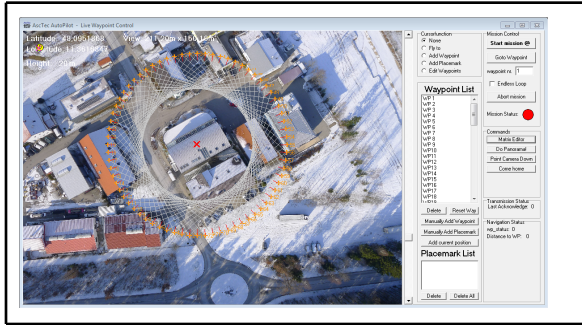 AscTec AutoPilot - Live Waypoint Control
Latitude: 48.0951868
Height: 20m
Cursorfunction
None
Fly to
Add Waypoint
Add Placemark
Edit Waypoints
Waypoint List
WP 1
WP 2
WP 3
WP 4
WP 5
WP 6
WP 7
WP 8
WP 9
WP10
WP11
WP12
WP13
WP14
WP15
WP16
WP17
WP18
Delete
Reset Way
Manually Add Waypoint
Manually Add Placemark
Add current position
Placemark List
Delete
Delete All
Mission Control
Start mission @
Goto Waypoint
waypoint nr. 1
Endless Loop
Abort mission
Mission Status:
Commands
Matrix Editor
Do Panorama!
Point Camera Down
Come home
Transmission Status
Last Acknowledge: 0
Navigation Status
wp_status: 0
Distance to WP: 0